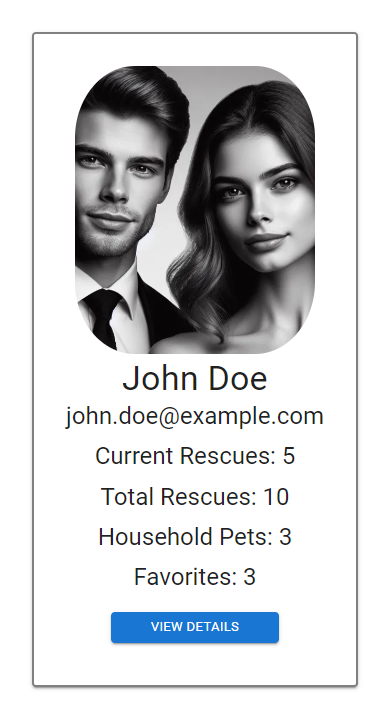 John Doe
john.doe@example.com
Current Rescues: 5
Total Rescues: 10
Household Pets: 3
Favorites: 3
VIEW DETAILS